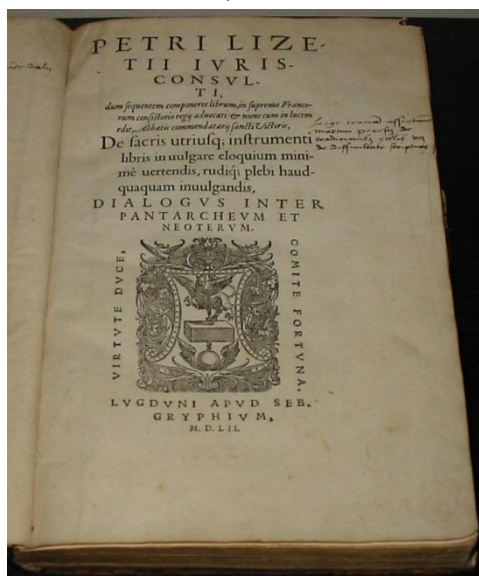 PETRI LIZE-
TII IVRIS-
CONSVL-
TI,
dum sequentem componeret librum, in supremo Franco-
rum consistorio regij aduocati: & nunc cum in lucem
edit, Abbatis commendatarij sancti Victoris,
De sacris utriusq; instrumenti
libris in uulgare eloquium mini-
mè uertendis, rudiq; plebi haud-
quaquam inuulgandis,
DIALOGVS INTER
PANTARCHEVM ET
NEOTERVM.
VIRTVTE DVCE,
COMITE FORTVNA.
LVGDVNI APVD SEB.
GRYPHIVM,
M. D. LII.